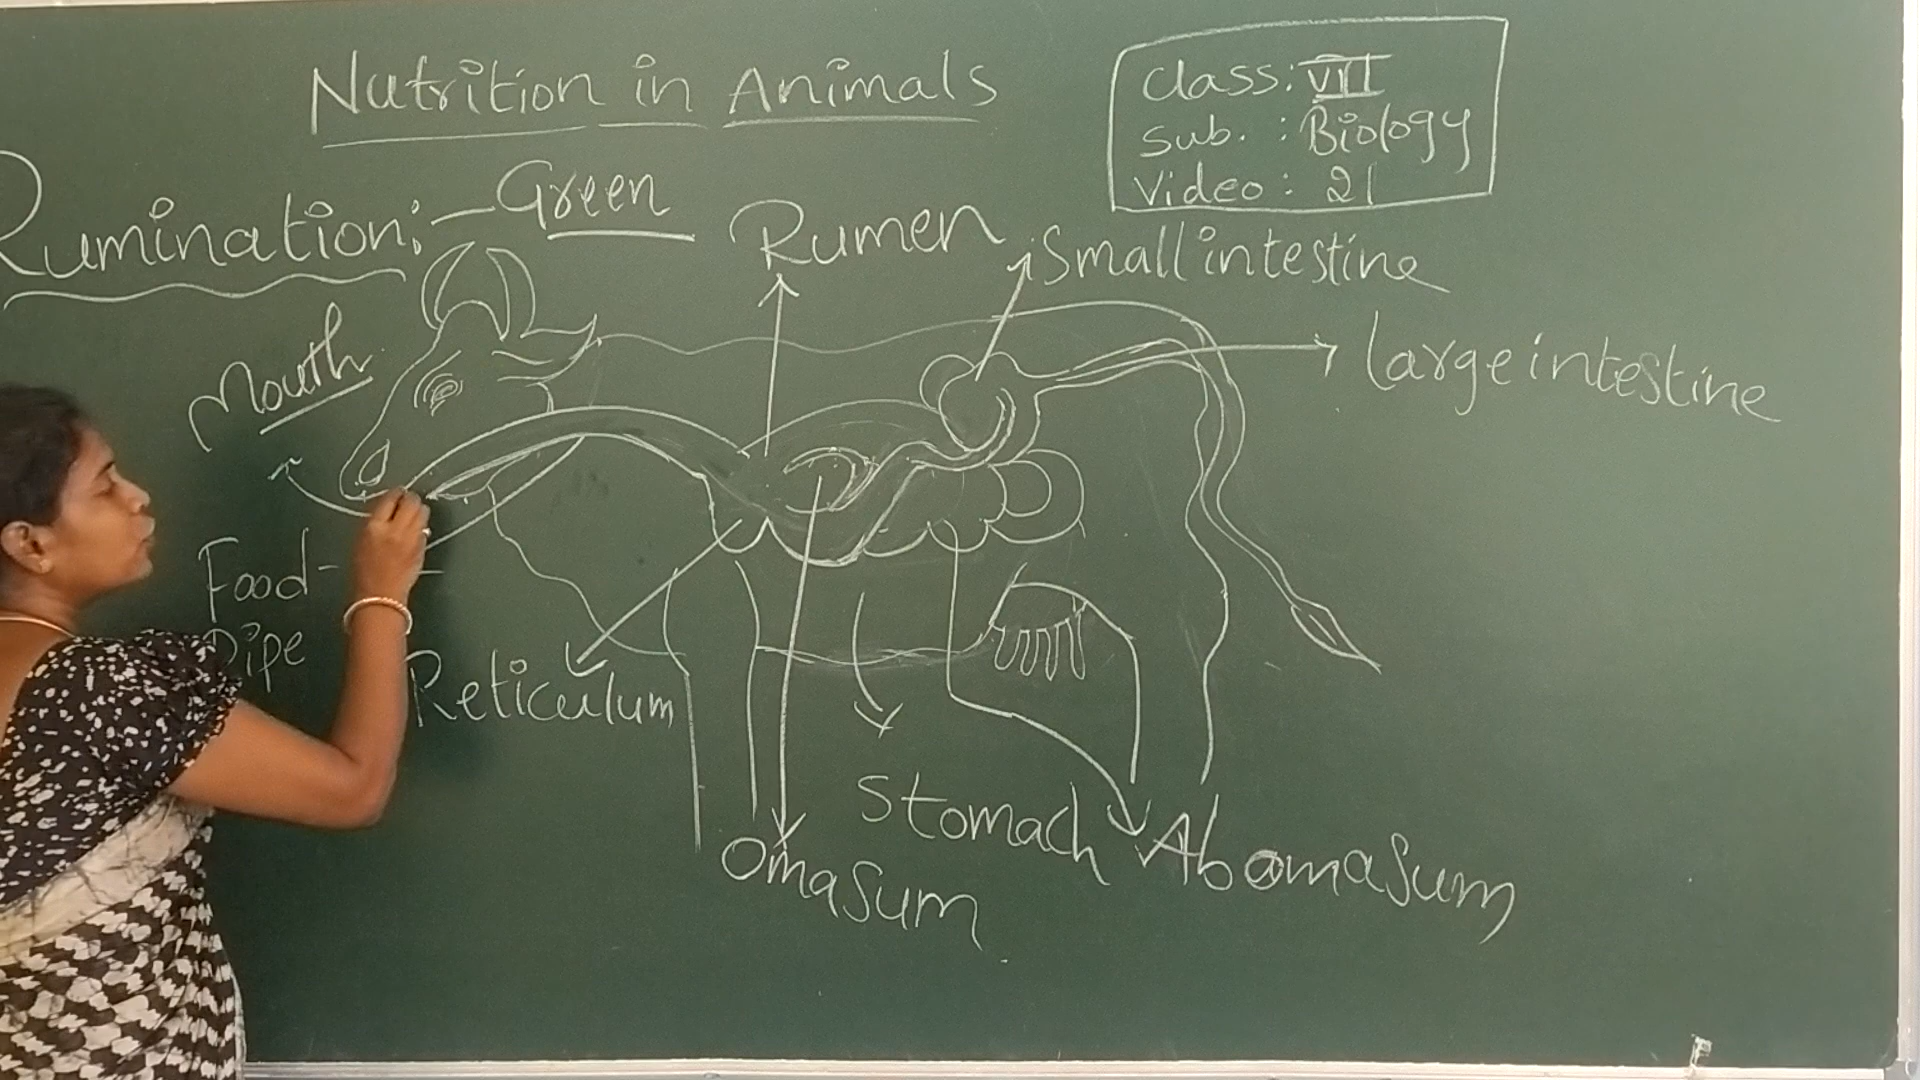 Nutrition in Animals
Class: VII
Sub. : Biology
Video : 21
Rumination:- Green
Rumen
Small intestine
Mouth
large intestine
Food-
Pipe
Reticulum
Stomach
Omasum
Abomasum